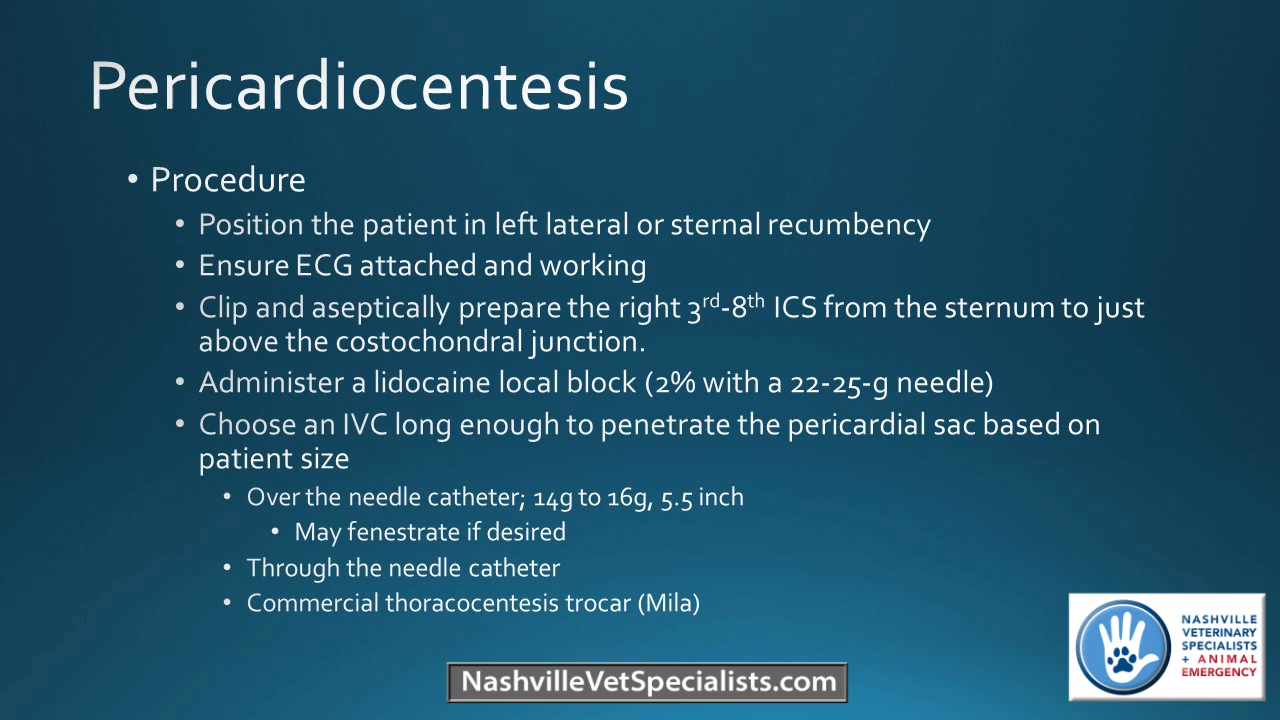 Pericardiocentesis
• Procedure
• Position the patient in left lateral or sternal recumbency
• Ensure ECG attached and working
• Clip and aseptically prepare the right 3rd-8th ICS from the sternum to just
above the costochondral junction.
• Administer a lidocaine local block (2% with a 22-25-g needle)
• Choose an IVC long enough to penetrate the pericardial sac based on
patient size
• Over the needle catheter; 14g to 16g, 5.5 inch
• May fenestrate if desired
• Through the needle catheter
• Commercial thoracocentesis trocar (Mila)
NASHVILLE
VETERINARY
SPECIALISTS
+ ANIMAL
EMERGENCY
NashvilleVetSpecialists.com